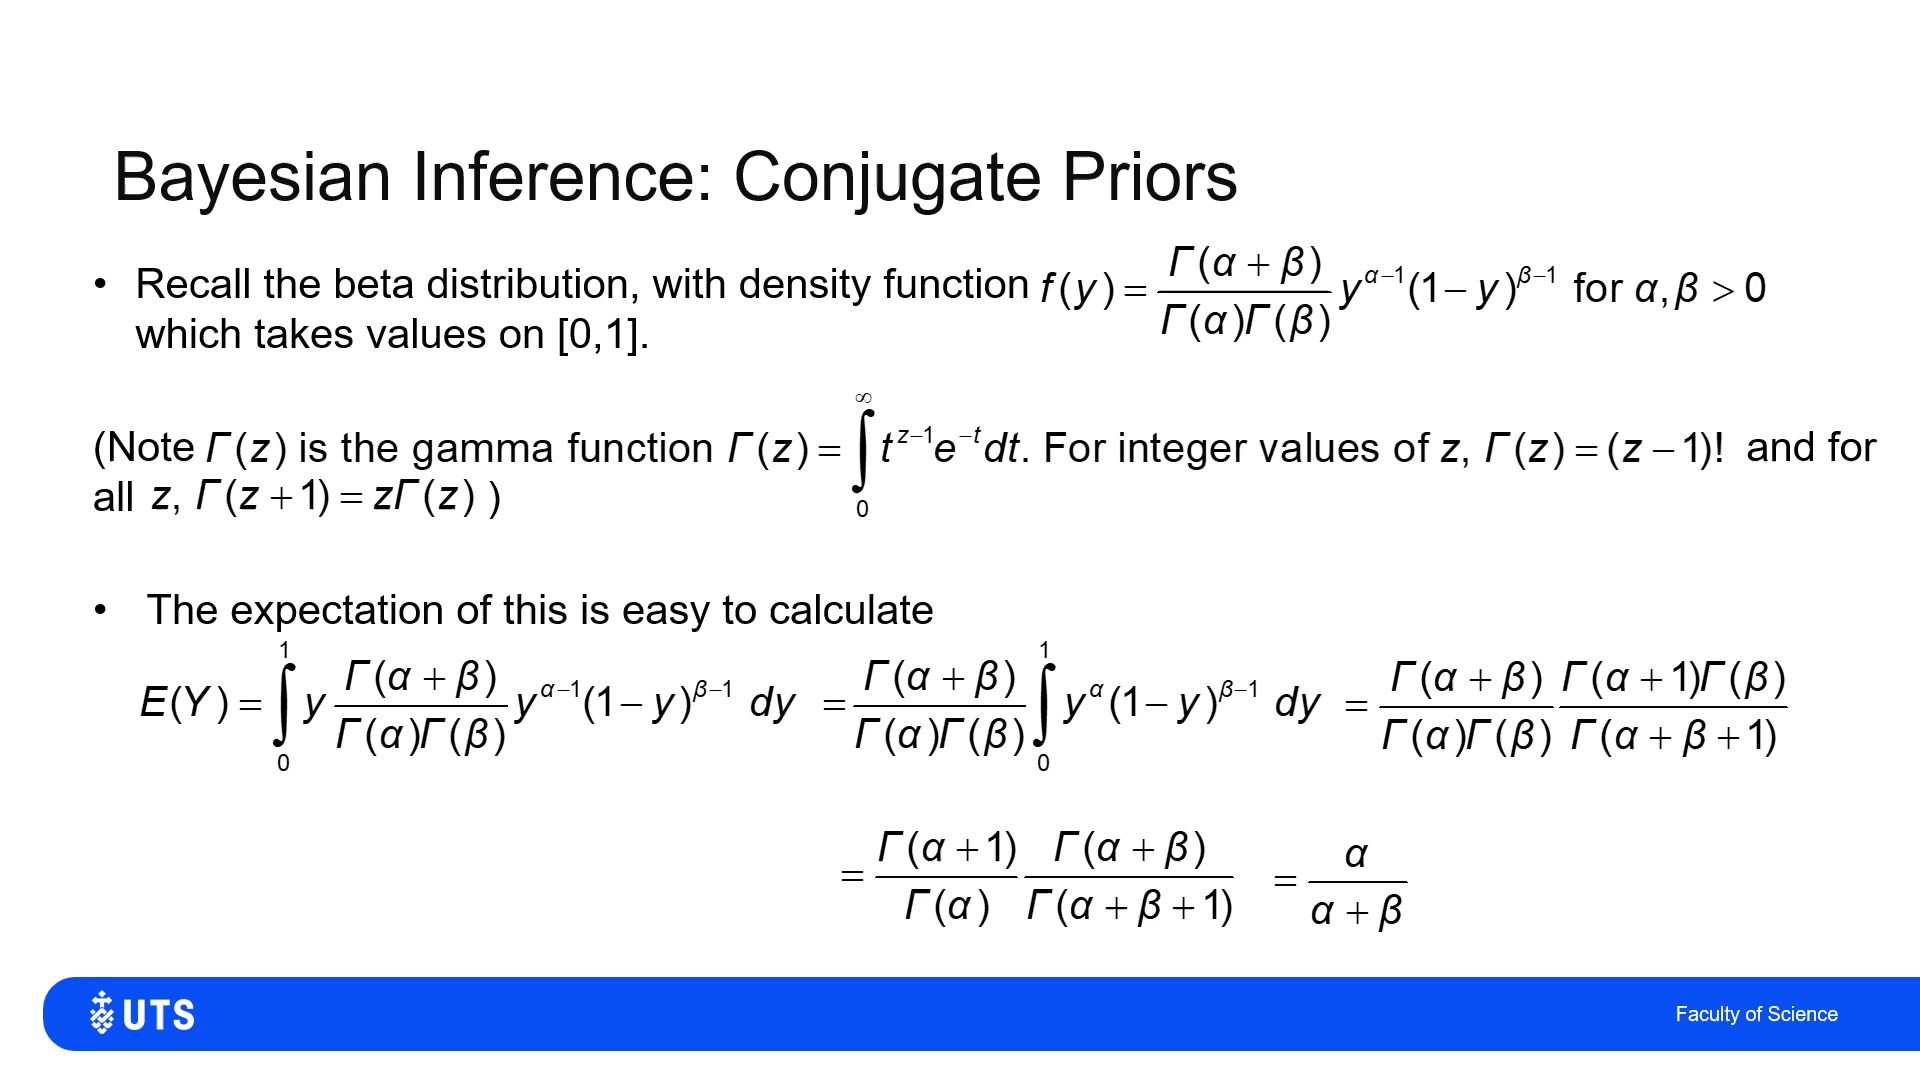 Bayesian Inference: Conjugate Priors
• Recall the beta distribution, with density function f(y) = Γ(α + β) / Γ(α)Γ(β) y^(α−1) (1− y)^(β−1) for α, β > 0
which takes values on [0,1].
(Note Γ(z) is the gamma function Γ(z) = ∫₀^∞ t^(z−1) e^(−t) dt. For integer values of z, Γ(z) = (z − 1)! and for
all z, Γ(z + 1) = zΓ(z) )
• The expectation of this is easy to calculate
E(Y) = ∫₀¹ y Γ(α + β) / Γ(α)Γ(β) y^(α−1) (1− y)^(β−1) dy = Γ(α + β) / Γ(α)Γ(β) ∫₀¹ y^α (1− y)^(β−1) dy = Γ(α + β) / Γ(α)Γ(β) Γ(α + 1)Γ(β) / Γ(α + β + 1)
= Γ(α + 1) / Γ(α) Γ(α + β) / Γ(α + β + 1) = α / α + β
UTS
Faculty of Science